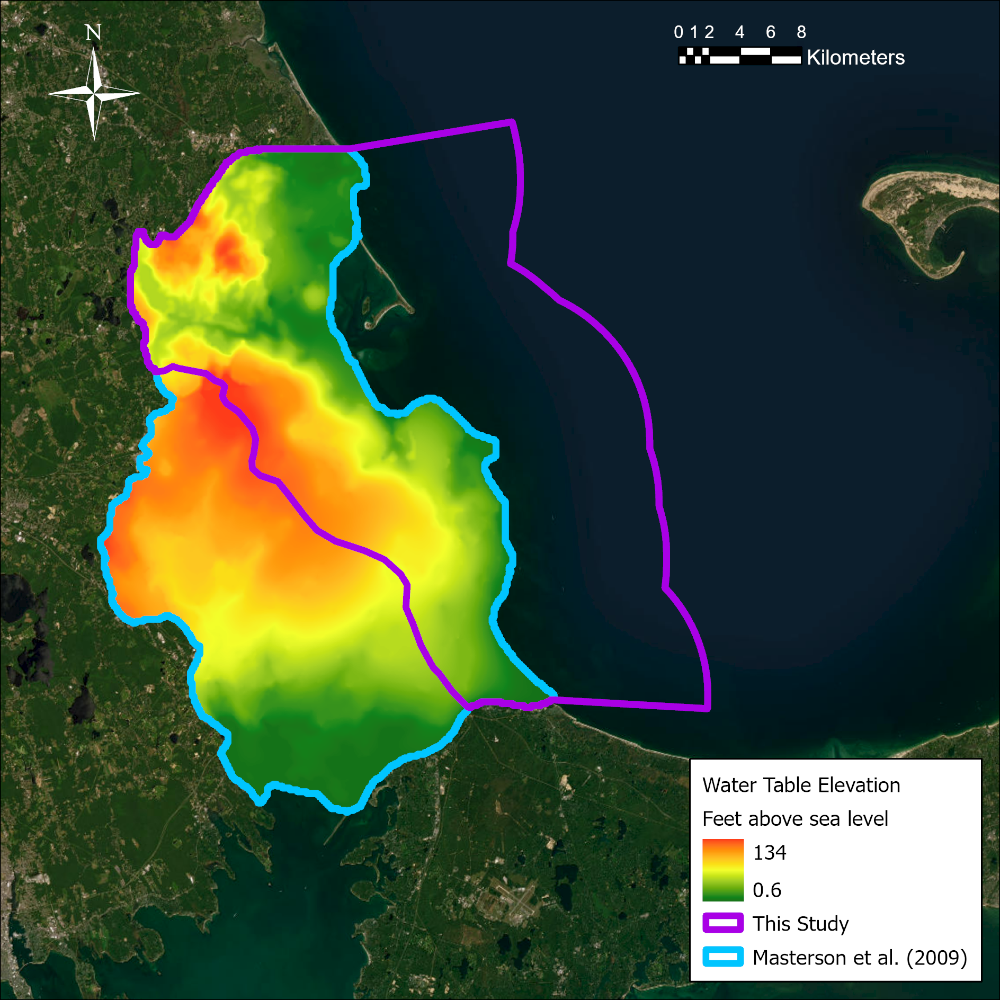 N
0 1 2 4 6 8
Kilometers
Water Table Elevation
Feet above sea level
134
0.6
This Study
Masterson et al. (2009)